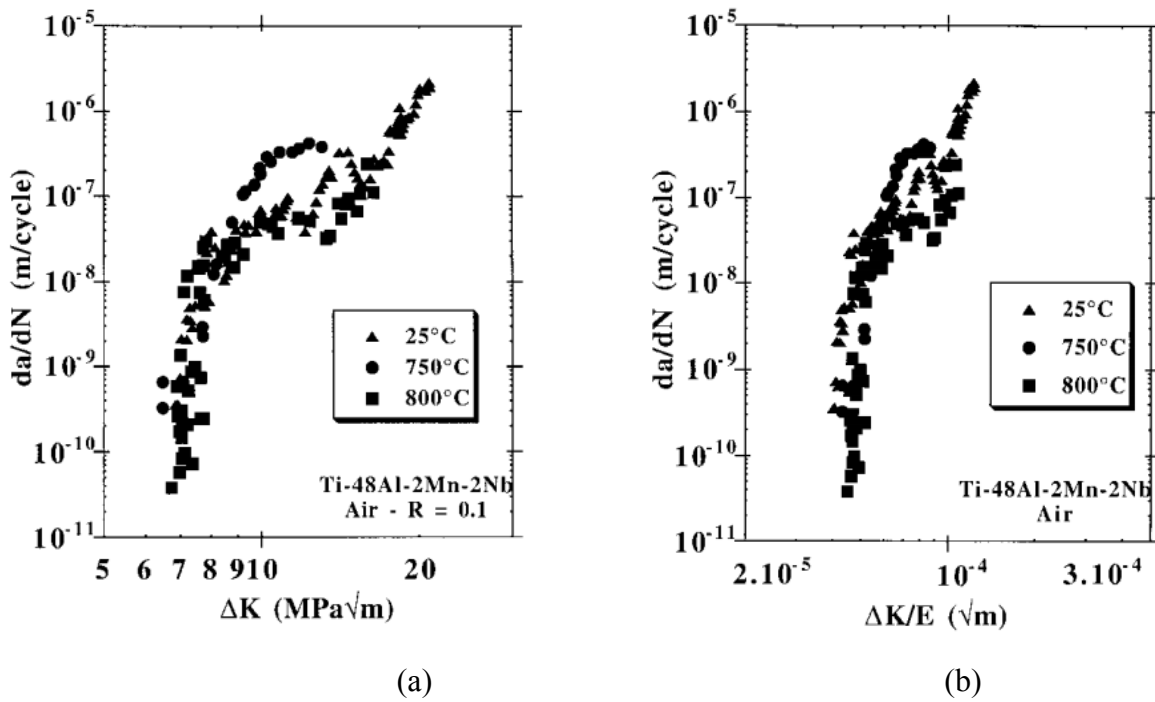 10⁻⁵
10⁻⁶
10⁻⁷
10⁻⁸
10⁻⁹
10⁻¹⁰
10⁻¹¹
da/dN (m/cycle)
25°C
750°C
800°C
Ti-48Al-2Mn-2Nb
Air - R = 0.1
5 6 7 8 910 20
ΔK (MPa√m)
(a)
10⁻⁵
10⁻⁶
10⁻⁷
10⁻⁸
10⁻⁹
10⁻¹⁰
10⁻¹¹
da/dN (m/cycle)
25°C
750°C
800°C
Ti-48Al-2Mn-2Nb
Air
2.10⁻⁵ 10⁻⁴ 3.10⁻⁴
ΔK/E (√m)
(b)